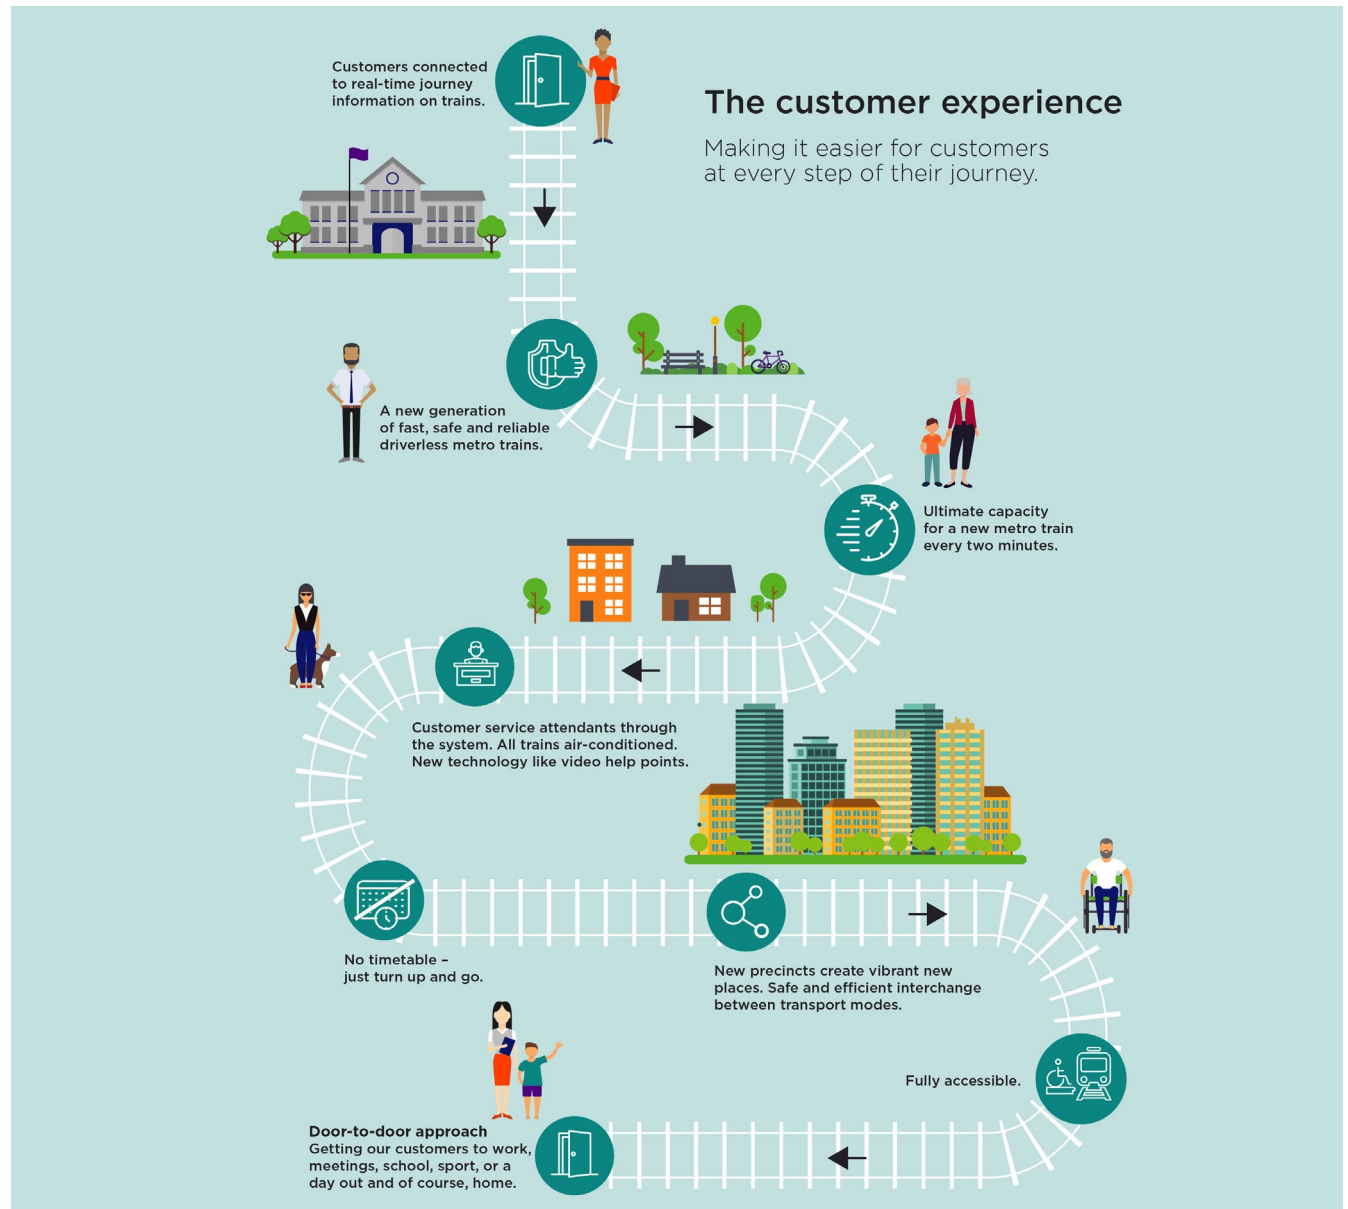 Customers connected
to real-time journey
information on trains.
The customer experience
Making it easier for customers
at every step of their journey.
A new generation
of fast, safe and reliable
driverless metro trains.
Ultimate capacity
for a new metro train
every two minutes.
Customer service attendants through
the system. All trains air-conditioned.
New technology like video help points.
No timetable –
just turn up and go.
New precincts create vibrant new
places. Safe and efficient interchange
between transport modes.
Fully accessible.
Door-to-door approach
Getting our customers to work,
meetings, school, sport, or a
day out and of course, home.